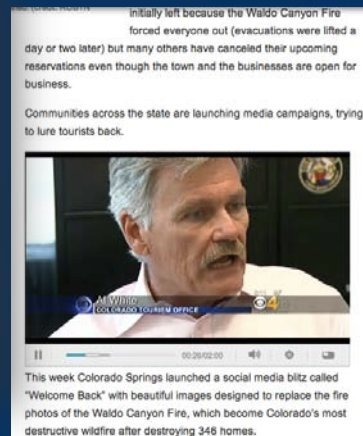 initially left because the Waldo Canyon Fire
forced everyone out (evacuations were lifted a
day or two later) but many others have canceled their upcoming
reservations even though the town and the businesses are open for
business.
Communities across the state are launching media campaigns, trying
to lure tourists back.
Al White
COLORADO TOURISM OFFICE
4
00:26/02:00
This week Colorado Springs launched a social media blitz called
"Welcome Back" with beautiful images designed to replace the fire
photos of the Waldo Canyon Fire, which become Colorado's most
destructive wildfire after destroying 346 homes.